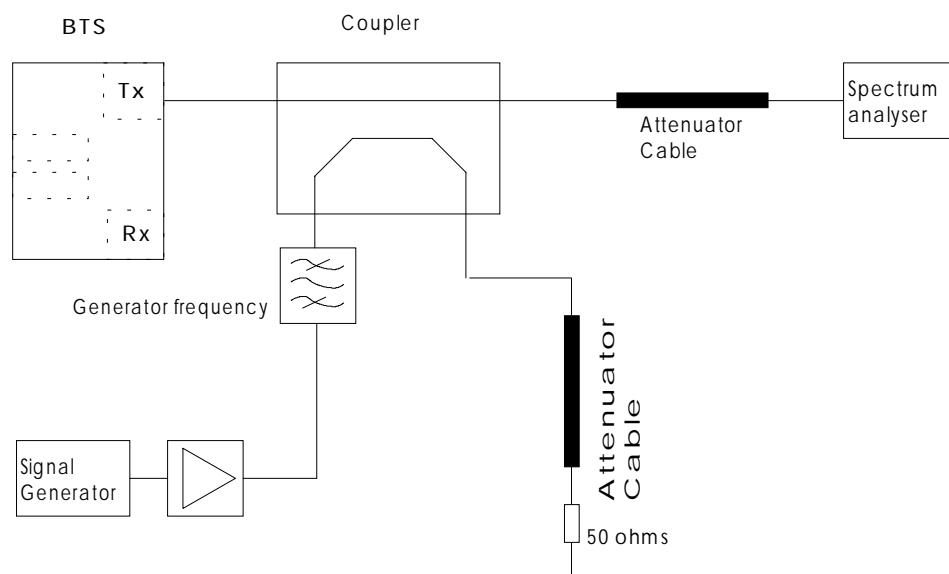 BTS
Coupler
Tx
Spectrum
analyser
Attenuator
Cable
Rx
Generator frequency
Attenuator
Cable
Signal
Generator
50 ohms